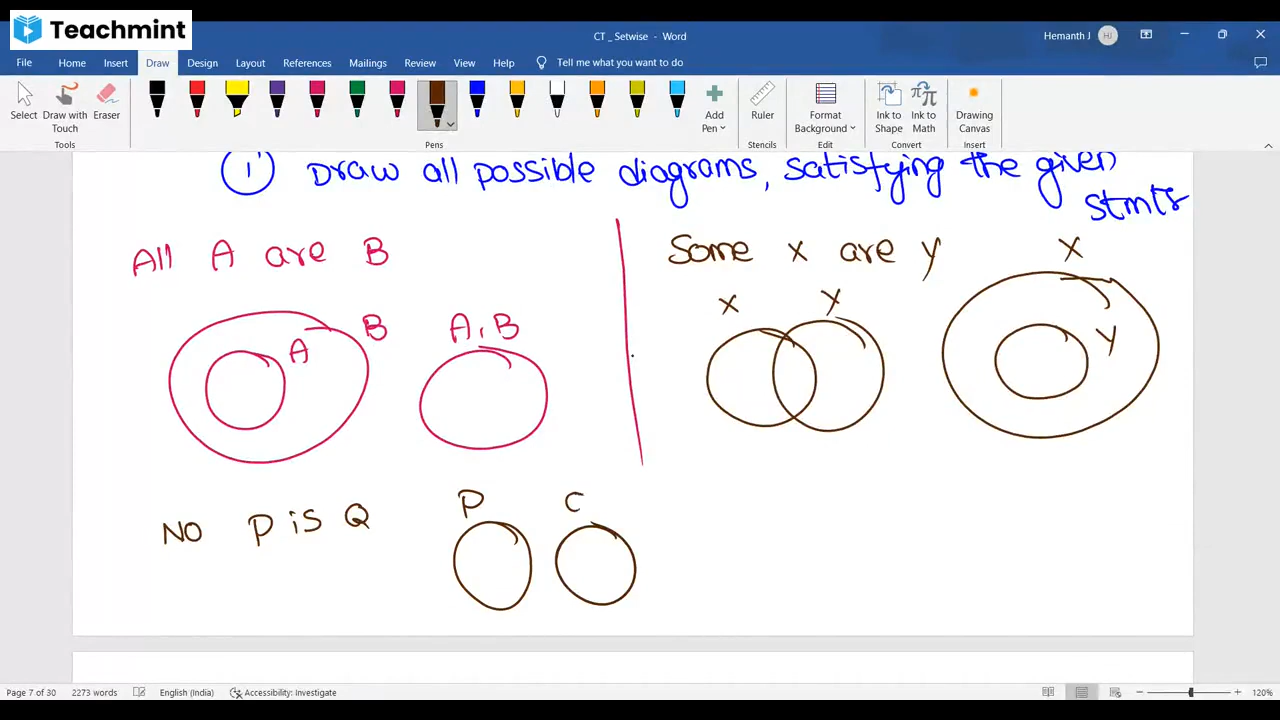 Teachmint
CT _ Setwise - Word
Hemanth J
HJ
File Home Insert Draw Design Layout References Mailings Review View Help Tell me what you want to do
Select
Draw with Touch
Eraser
Add Pen
Ruler
Format Background
Ink to Shape
Ink to Math
Drawing Canvas
Tools Pens Stencils Edit Convert Insert
1 Draw all possible diagrams, satisfying the given
stmts
All A are B
Some x are y
X
A B
A, B
X Y
Y
NO P is Q
P C
Page 7 of 30 2273 words English (India) Accessibility: Investigate 120%